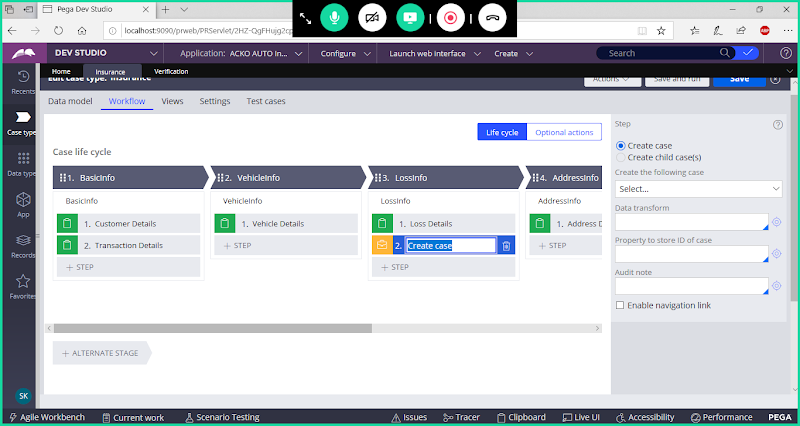 Pega Dev Studio
localhost:9090/prweb/PRServlet/2HZ-QgFHujg2cp
DEV STUDIO
Application: ACKO AUTO In...
Configure
Launch web interface
Create
Search
Home
Insurance
Verification
Edit case type: Insurance
Actions
Save and run
Save
Recents
Case type
Data type
App
Records
Favorite
SK
Data model
Workflow
Views
Settings
Test cases
Life cycle
Optional actions
Case life cycle
1. BasicInfo
2. VehicleInfo
3. LossInfo
4. AddressInfo
BasicInfo
VehicleInfo
LossInfo
AddressInfo
1. Customer Details
1. Vehicle Details
1. Loss Details
1. Address D
2. Transaction Details
+ STEP
2. Create case
+ STEP
+ STEP
+ STEP
+ ALTERNATE STAGE
Step
Create case
Create child case(s)
Create the following case
Select...
Data transform
Property to store ID of case
Audit note
Enable navigation link
Agile Workbench
Current work
Scenario Testing
Issues
Tracer
Clipboard
Live UI
Accessibility
Performance
PEGA